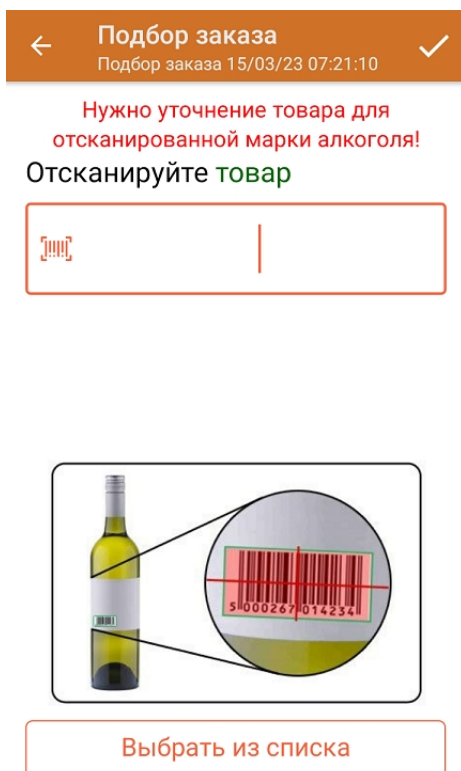 Подбор заказа
Подбор заказа 15/03/23 07:21:10
Нужно уточнение товара для
отсканированной марки алкоголя!
Отсканируйте товар
5 000267 014234
Выбрать из списка